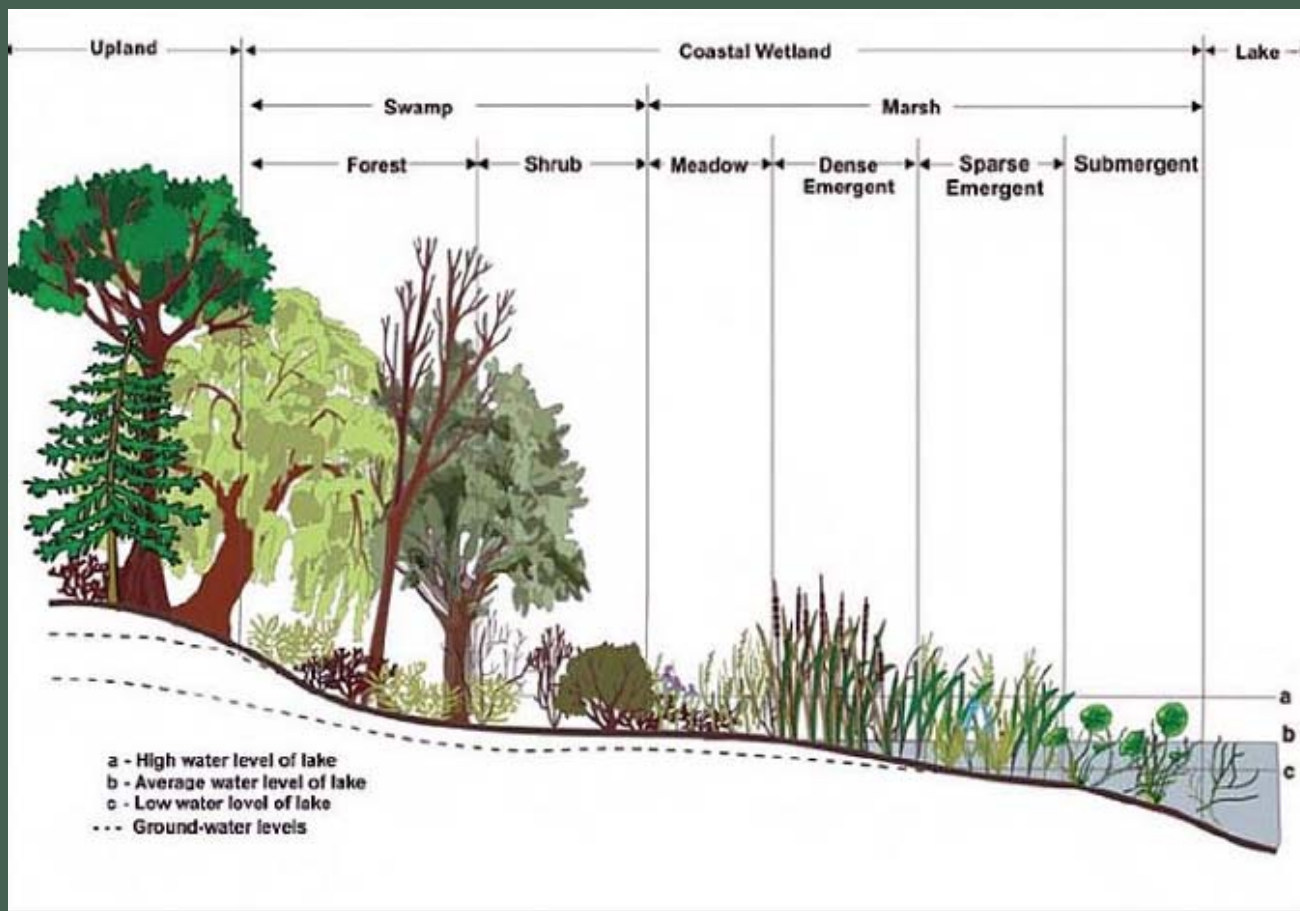 Upland
Coastal Wetland
Lake
Swamp
Marsh
Forest
Shrub
Meadow
Dense
Emergent
Sparse
Emergent
Submergent
a
b
c
a - High water level of lake
b - Average water level of lake
c - Low water level of lake
--- Ground-water levels